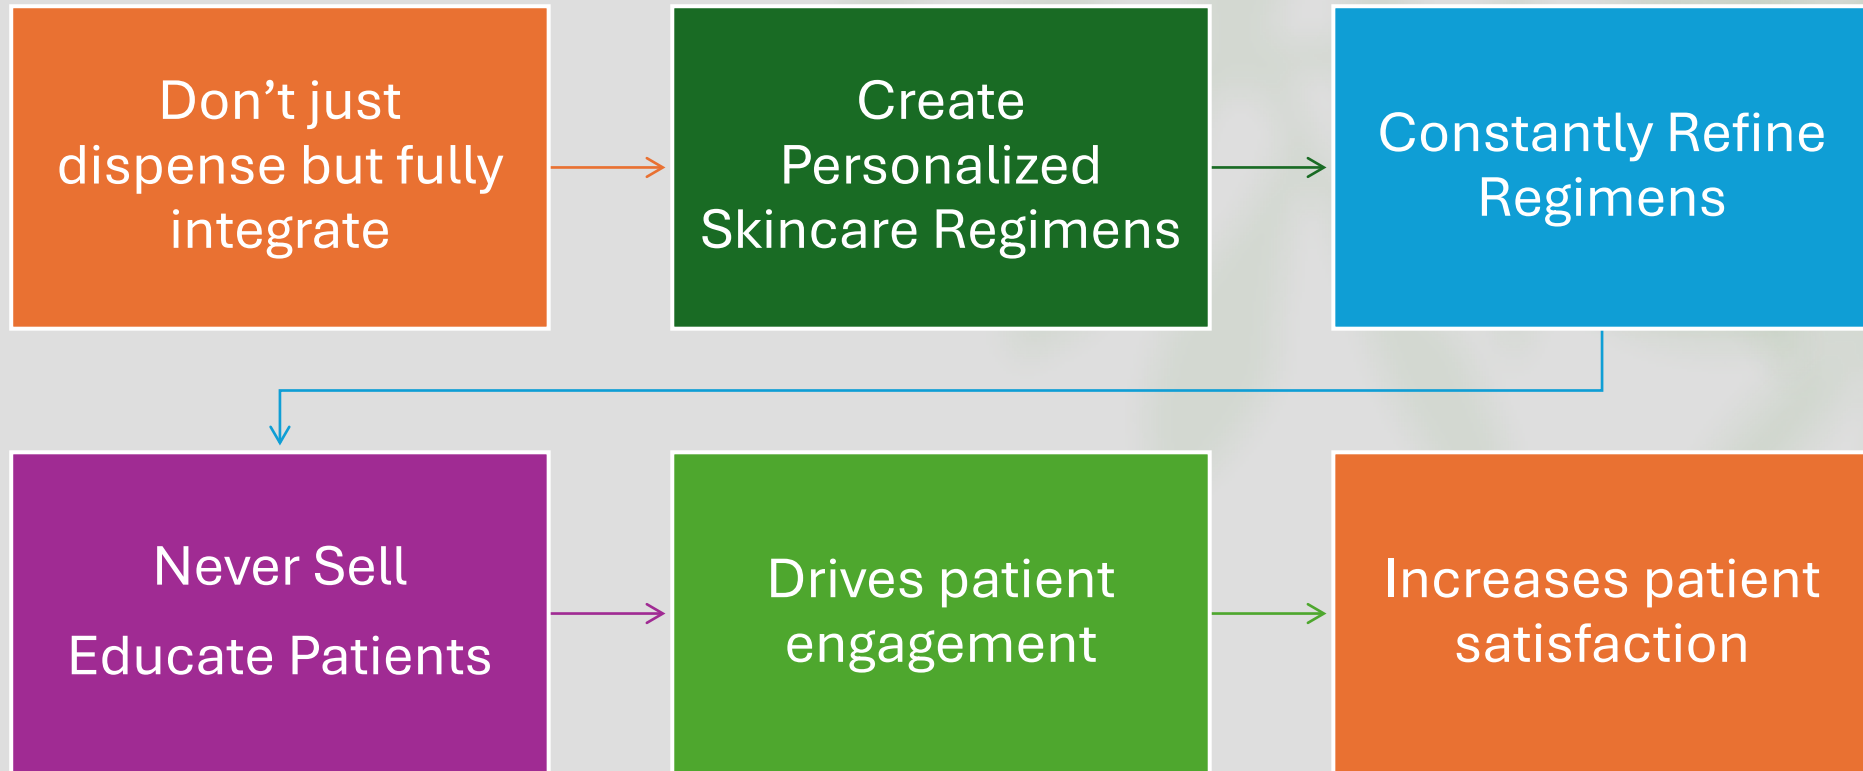 Don’t just
dispense but fully
integrate
Create
Personalized
Skincare Regimens
Constantly Refine
Regimens
Never Sell
Educate Patients
Drives patient
engagement
Increases patient
satisfaction